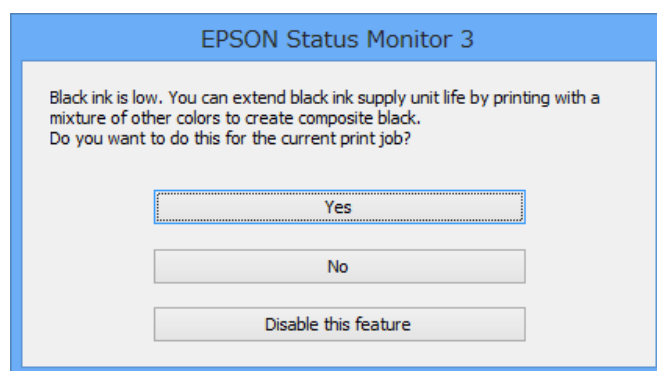 EPSON Status Monitor 3
Black ink is low. You can extend black ink supply unit life by printing with a
mixture of other colors to create composite black.
Do you want to do this for the current print job?
Yes
No
Disable this feature